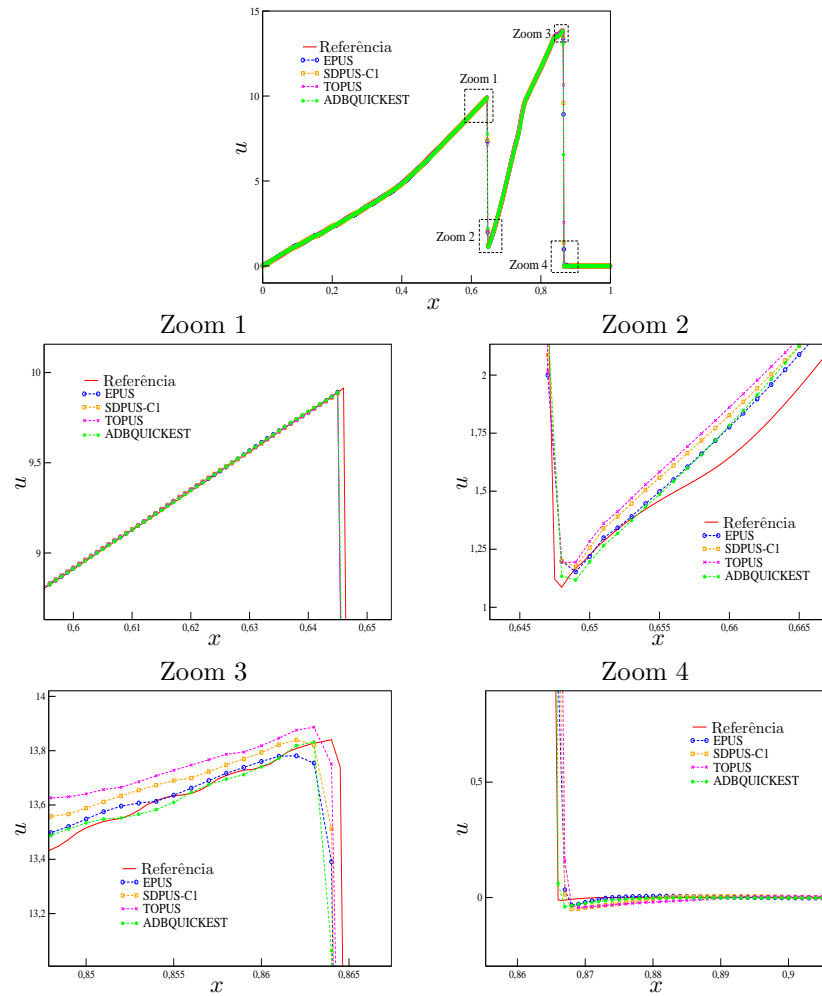 15
10
5
0
u
Referência
EPUS
SDPUS-C1
TOPUS
ADBQUICKEST
Zoom 1
Zoom 2
Zoom 3
Zoom 4
0
0,2
0,4
0,6
0,8
1
x
Zoom 1
10
9,5
9
u
Referência
EPUS
SDPUS-C1
TOPUS
ADBQUICKEST
0,6
0,61
0,62
0,63
0,64
0,65
x
Zoom 2
2
1,75
1,5
1,25
1
u
Referência
EPUS
SDPUS-C1
TOPUS
ADBQUICKEST
0,645
0,65
0,655
0,66
0,665
x
Zoom 3
14
13,8
13,6
13,4
13,2
u
Referência
EPUS
SDPUS-C1
TOPUS
ADBQUICKEST
0,85
0,855
0,86
0,865
x
Zoom 4
0,5
0
u
Referência
EPUS
SDPUS-C1
TOPUS
ADBQUICKEST
0,86
0,87
0,88
0,89
0,9
x